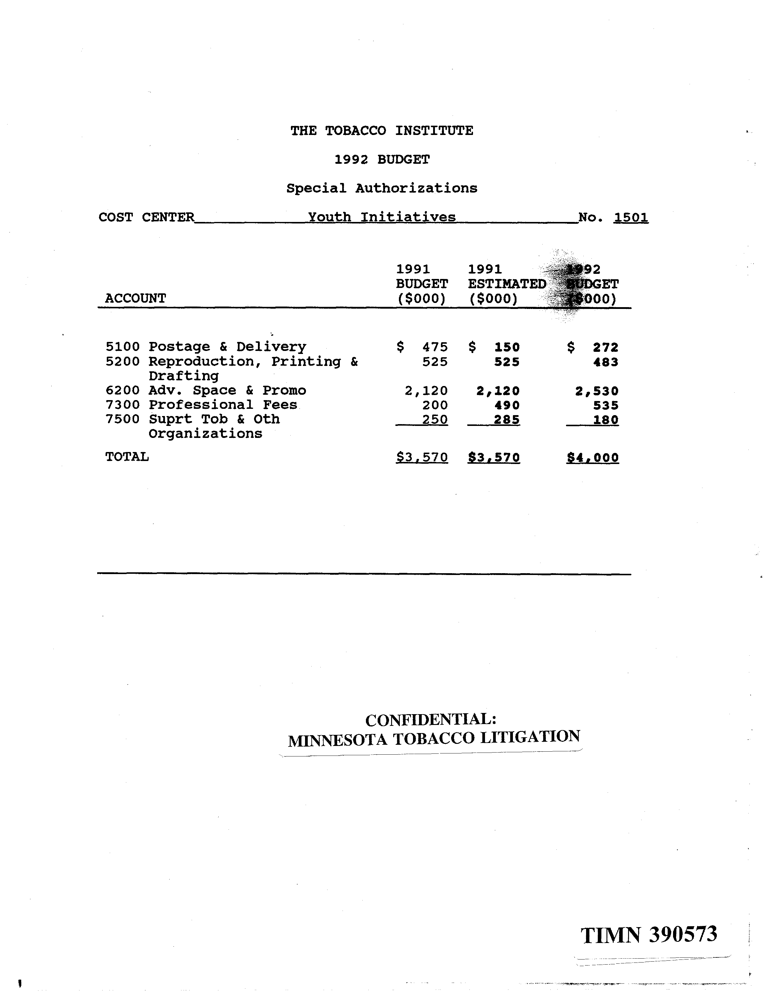 THE TOBACCO INSTITUTE
1992 BUDGET
Special Authorizations
COST CENTER Youth Initiatives No. 1501
1991 1991 1992
BUDGET ESTIMATED BUDGET
ACCOUNT ($000) ($000) ($000)
5100 Postage & Delivery $ 475 $ 150 $ 272
5200 Reproduction, Printing & 525 525 483
Drafting
6200 Adv. Space & Promo 2,120 2,120 2,530
7300 Professional Fees 200 490 535
7500 Suprt Tob & Oth 250 285 180
Organizations
TOTAL $3,570 $3,570 $4,000
CONFIDENTIAL:
MINNESOTA TOBACCO LITIGATION
TIMN 390573